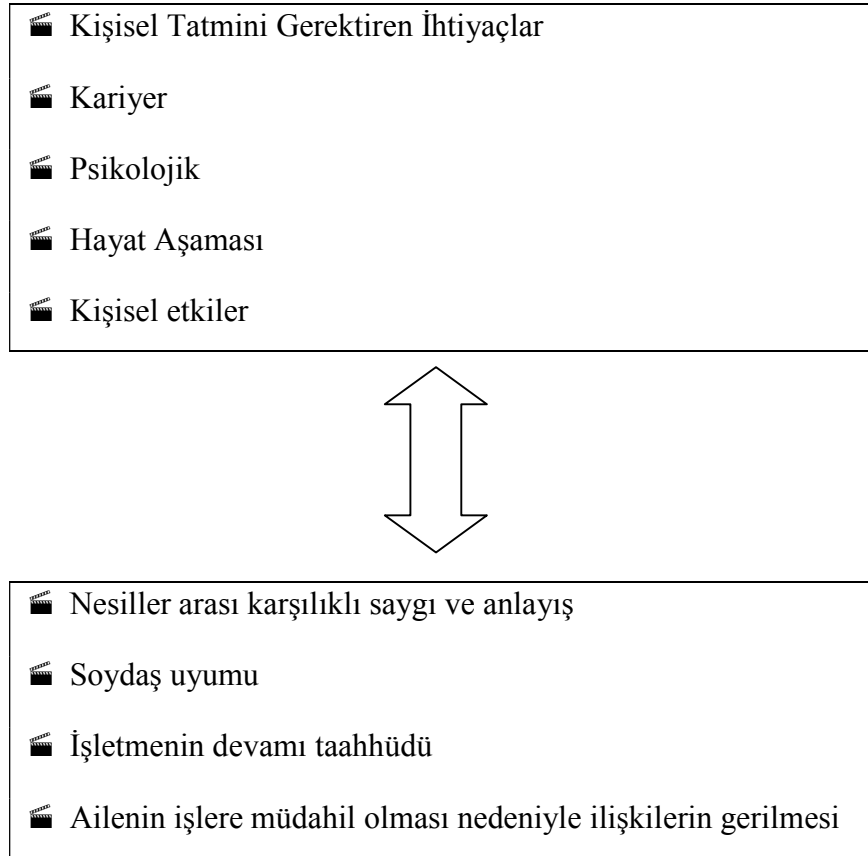 Kişisel Tatmini Gerektiren İhtiyaçlar
Kariyer
Psikolojik
Hayat Aşaması
Kişisel etkiler
Nesiller arası karşılıklı saygı ve anlayış
Soydaş uyumu
İşletmenin devamı taahhüdü
Ailenin işlere müdahil olması nedeniyle ilişkilerin gerilmesi